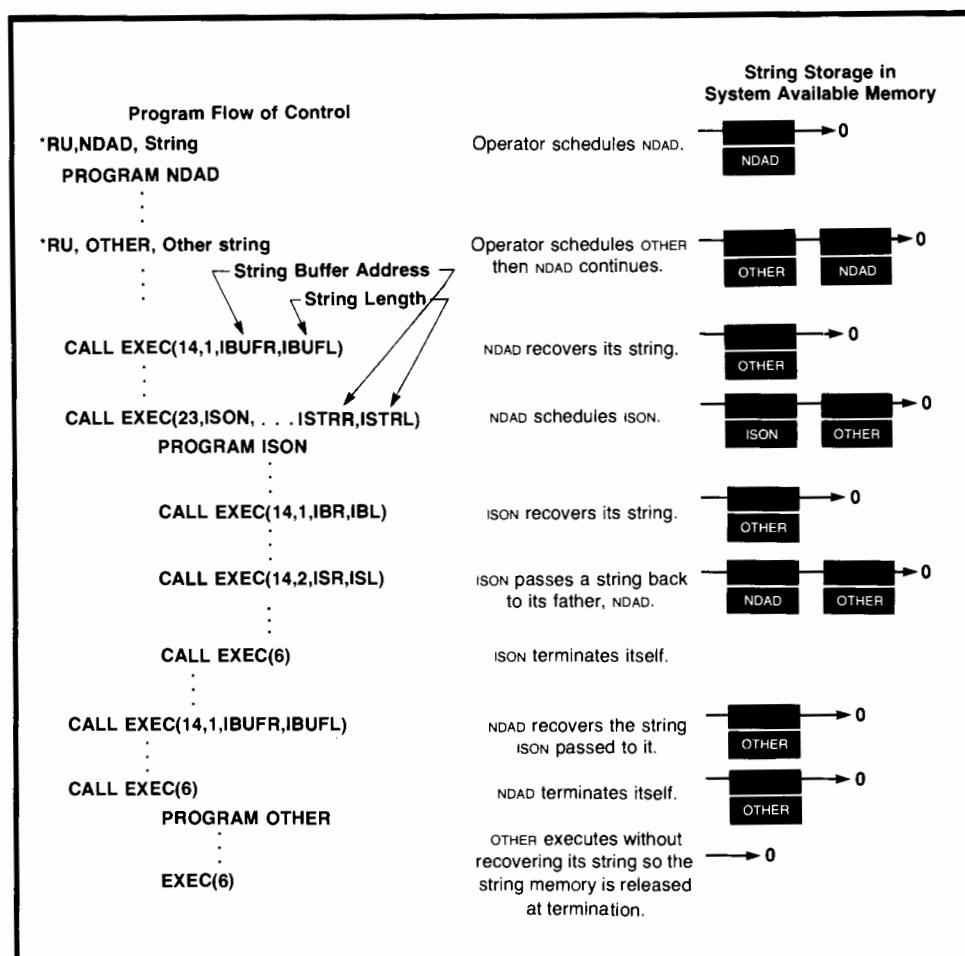 String Storage in
System Available Memory
Program Flow of Control
*RU,NDAD, String
Operator schedules NDAD.
0
NDAD
PROGRAM NDAD
*RU, OTHER, Other string
Operator schedules OTHER
then NDAD continues.
0
OTHER NDAD
String Buffer Address
String Length
CALL EXEC(14,1,IBUFR,IBUFL)
NDAD recovers its string.
0
OTHER
CALL EXEC(23,ISON, . . . ISTRR,ISTRL)
NDAD schedules ISON.
0
ISON OTHER
PROGRAM ISON
CALL EXEC(14,1,IBR,IBL)
ISON recovers its string.
0
OTHER
CALL EXEC(14,2,ISR,ISL)
ISON passes a string back
to its father, NDAD.
0
NDAD OTHER
CALL EXEC(6)
ISON terminates itself.
CALL EXEC(14,1,IBUFR,IBUFL)
NDAD recovers the string
ISON passed to it.
0
OTHER
CALL EXEC(6)
NDAD terminates itself.
0
OTHER
PROGRAM OTHER
EXEC(6)
OTHER executes without
recovering its string so the
string memory is released
at termination.
0